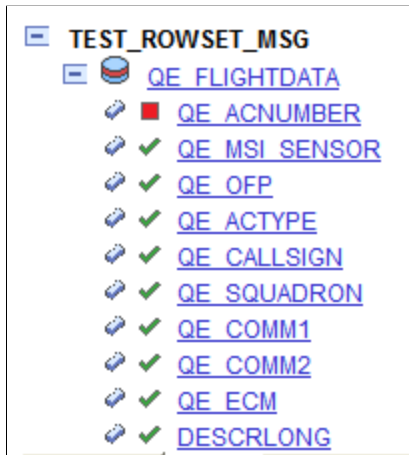 TEST_ROWSET_MSG
QE_FLIGHTDATA
QE_ACNUMBER
QE_MSI_SENSOR
QE_OFP
QE_ACTYPE
QE_CALLSIGN
QE_SQUADRON
QE_COMM1
QE_COMM2
QE_ECM
DESCRLONG